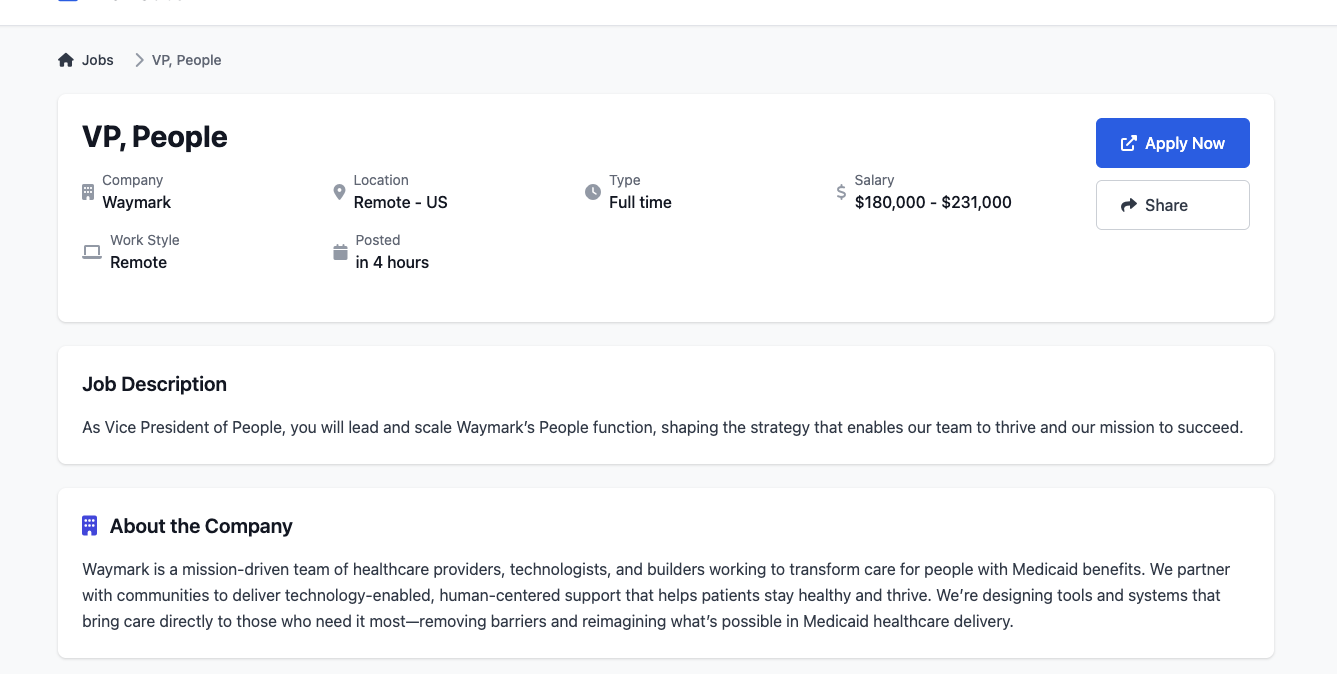 Jobs
VP, People
VP, People
Apply Now
Company
Waymark
Location
Remote - US
Type
Full time
Salary
$180,000 - $231,000
Share
Work Style
Remote
Posted
in 4 hours
Job Description
As Vice President of People, you will lead and scale Waymark’s People function, shaping the strategy that enables our team to thrive and our mission to succeed.
About the Company
Waymark is a mission-driven team of healthcare providers, technologists, and builders working to transform care for people with Medicaid benefits. We partner
with communities to deliver technology-enabled, human-centered support that helps patients stay healthy and thrive. We’re designing tools and systems that
bring care directly to those who need it most—removing barriers and reimagining what’s possible in Medicaid healthcare delivery.